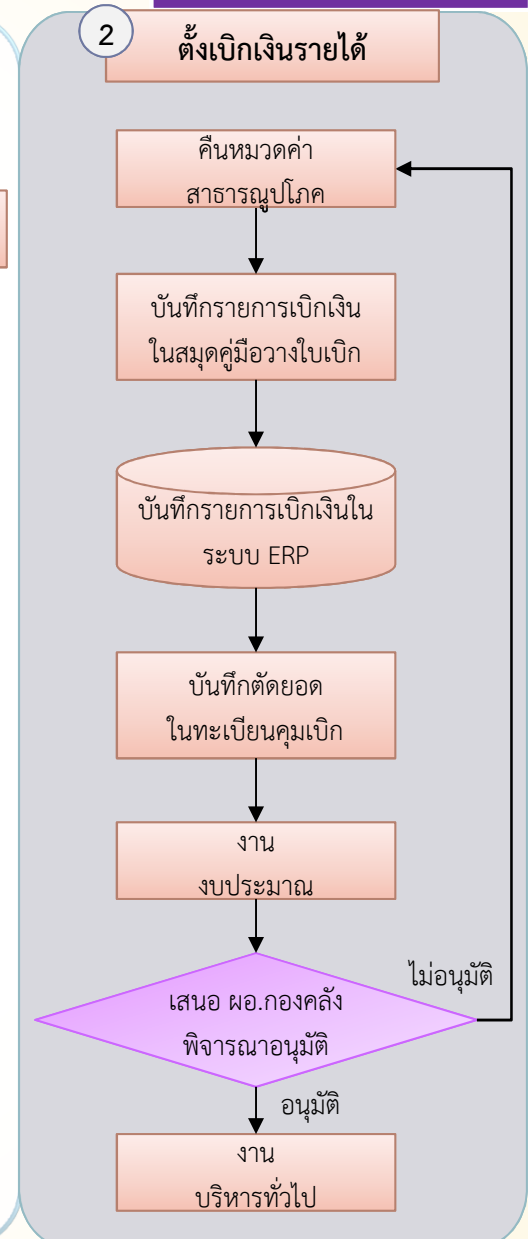 2
ตั้งเบิกเงินรายได้
คืนหมวดค่า
สาธารณูปโภค
บันทึกรายการเบิกเงิน
ในสมุดคู่มือวางใบเบิก
บันทึกรายการเบิกเงินใน
ระบบ ERP
บันทึกตัดยอด
ในทะเบียนคุมเบิก
งาน
งบประมาณ
ไม่อนุมัติ
เสนอ ผอ.กองคลัง
พิจารณาอนุมัติ
อนุมัติ
งาน
บริหารทั่วไป